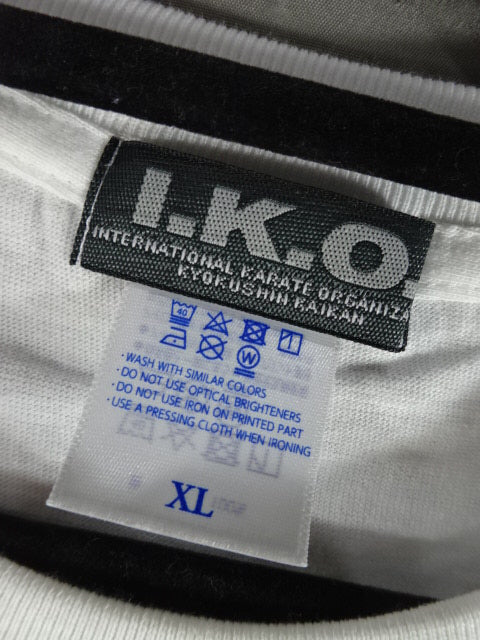 I.K.O.
INTERNATIONAL KARATE ORGANIZA
KYOKUSHIN KAIKAN
40
W
・WASH WITH SIMILAR COLORS
・DO NOT USE OPTICAL BRIGHTENERS
・DO NOT USE IRON ON PRINTED PART
・USE A PRESSING CLOTH WHEN IRONING
XL